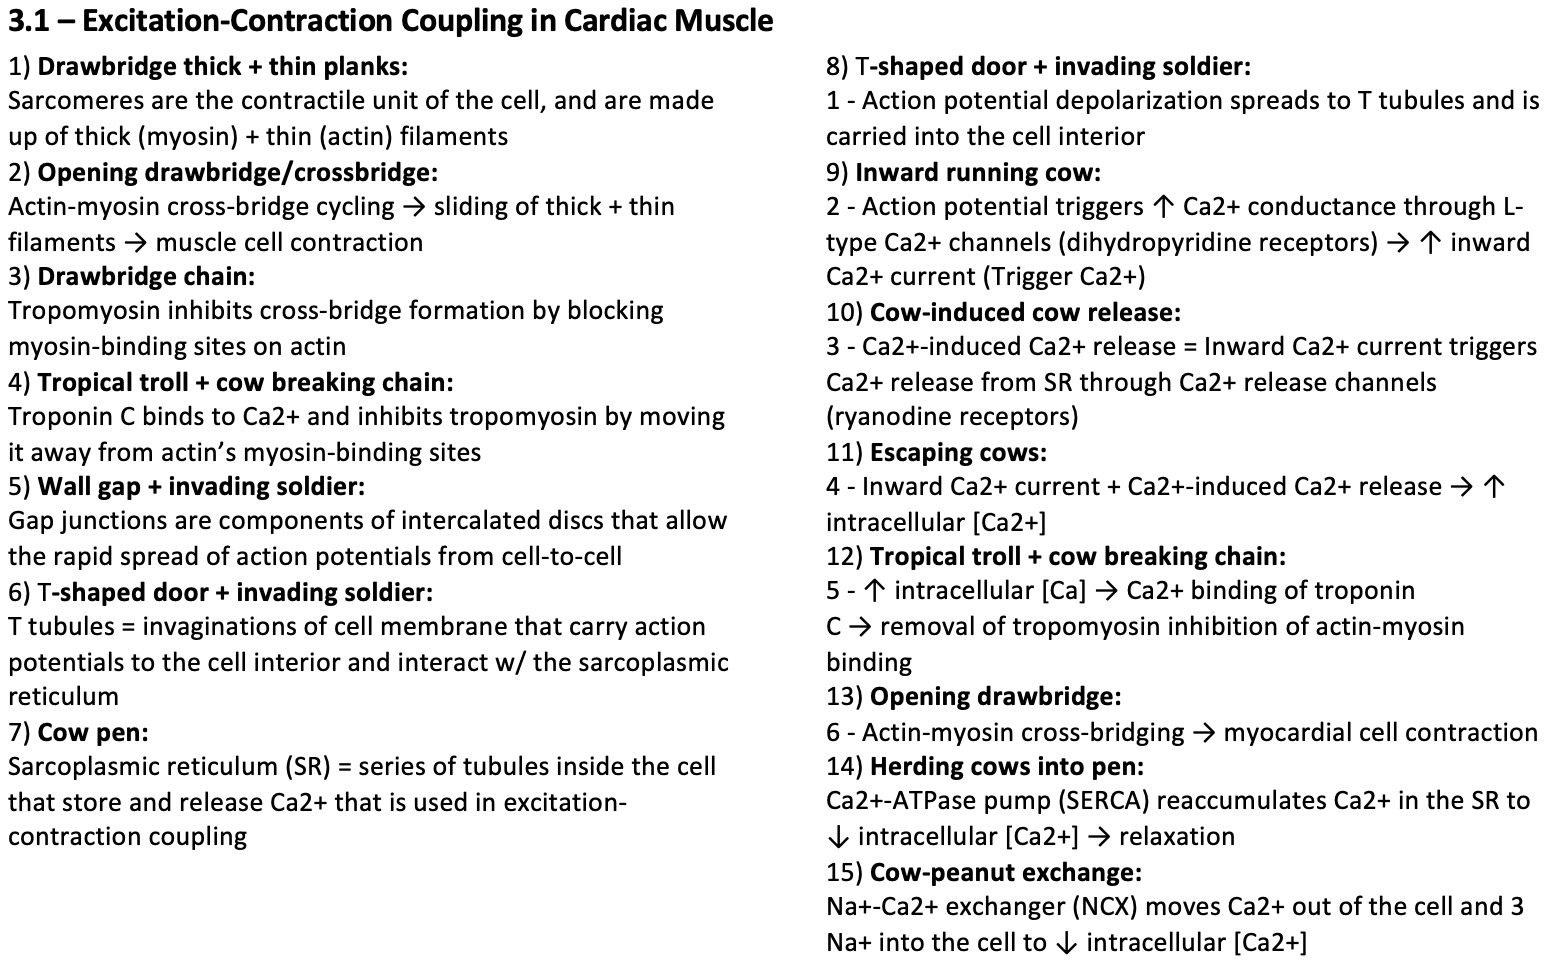 3.1 – Excitation-Contraction Coupling in Cardiac Muscle
1) Drawbridge thick + thin planks:
Sarcomeres are the contractile unit of the cell, and are made
up of thick (myosin) + thin (actin) filaments
2) Opening drawbridge/crossbridge:
Actin-myosin cross-bridge cycling → sliding of thick + thin
filaments → muscle cell contraction
3) Drawbridge chain:
Tropomyosin inhibits cross-bridge formation by blocking
myosin-binding sites on actin
4) Tropical troll + cow breaking chain:
Troponin C binds to Ca2+ and inhibits tropomyosin by moving
it away from actin’s myosin-binding sites
5) Wall gap + invading soldier:
Gap junctions are components of intercalated discs that allow
the rapid spread of action potentials from cell-to-cell
6) T-shaped door + invading soldier:
T tubules = invaginations of cell membrane that carry action
potentials to the cell interior and interact w/ the sarcoplasmic
reticulum
7) Cow pen:
Sarcoplasmic reticulum (SR) = series of tubules inside the cell
that store and release Ca2+ that is used in excitation-
contraction coupling
8) T-shaped door + invading soldier:
1 - Action potential depolarization spreads to T tubules and is
carried into the cell interior
9) Inward running cow:
2 - Action potential triggers ↑ Ca2+ conductance through L-
type Ca2+ channels (dihydropyridine receptors) → ↑ inward
Ca2+ current (Trigger Ca2+)
10) Cow-induced cow release:
3 - Ca2+-induced Ca2+ release = Inward Ca2+ current triggers
Ca2+ release from SR through Ca2+ release channels
(ryanodine receptors)
11) Escaping cows:
4 - Inward Ca2+ current + Ca2+-induced Ca2+ release → ↑
intracellular [Ca2+]
12) Tropical troll + cow breaking chain:
5 - ↑ intracellular [Ca] → Ca2+ binding of troponin
C → removal of tropomyosin inhibition of actin-myosin
binding
13) Opening drawbridge:
6 - Actin-myosin cross-bridging → myocardial cell contraction
14) Herding cows into pen:
Ca2+-ATPase pump (SERCA) reaccumulates Ca2+ in the SR to
↓ intracellular [Ca2+] → relaxation
15) Cow-peanut exchange:
Na+-Ca2+ exchanger (NCX) moves Ca2+ out of the cell and 3
Na+ into the cell to ↓ intracellular [Ca2+]